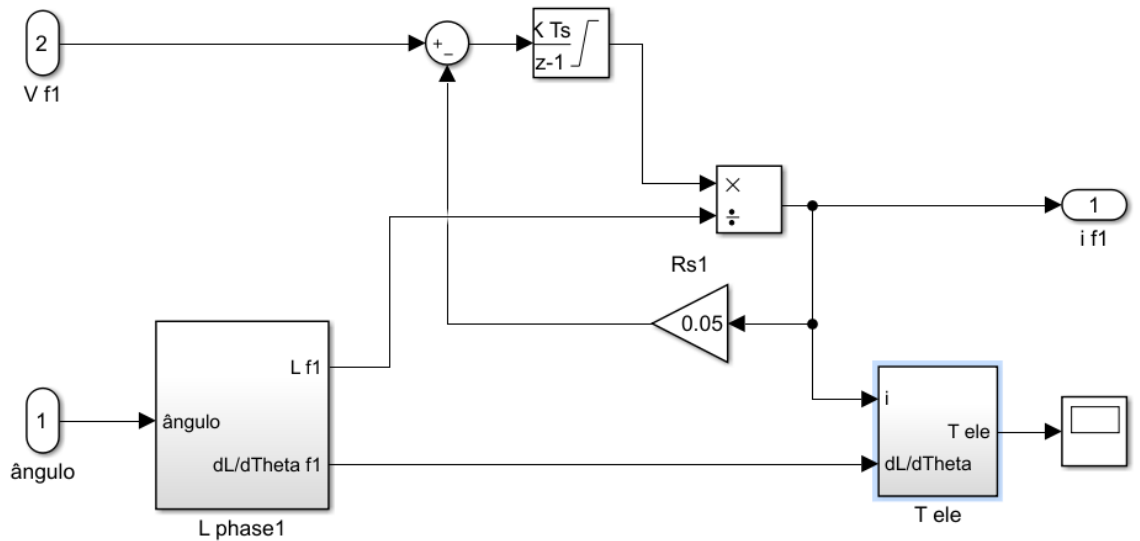 2
V f1
+
−
K Ts
z-1
×
÷
1
i f1
Rs1
0.05
L f1
1
ângulo
ângulo
dL/dTheta f1
L phase1
i
T ele
dL/dTheta
T ele